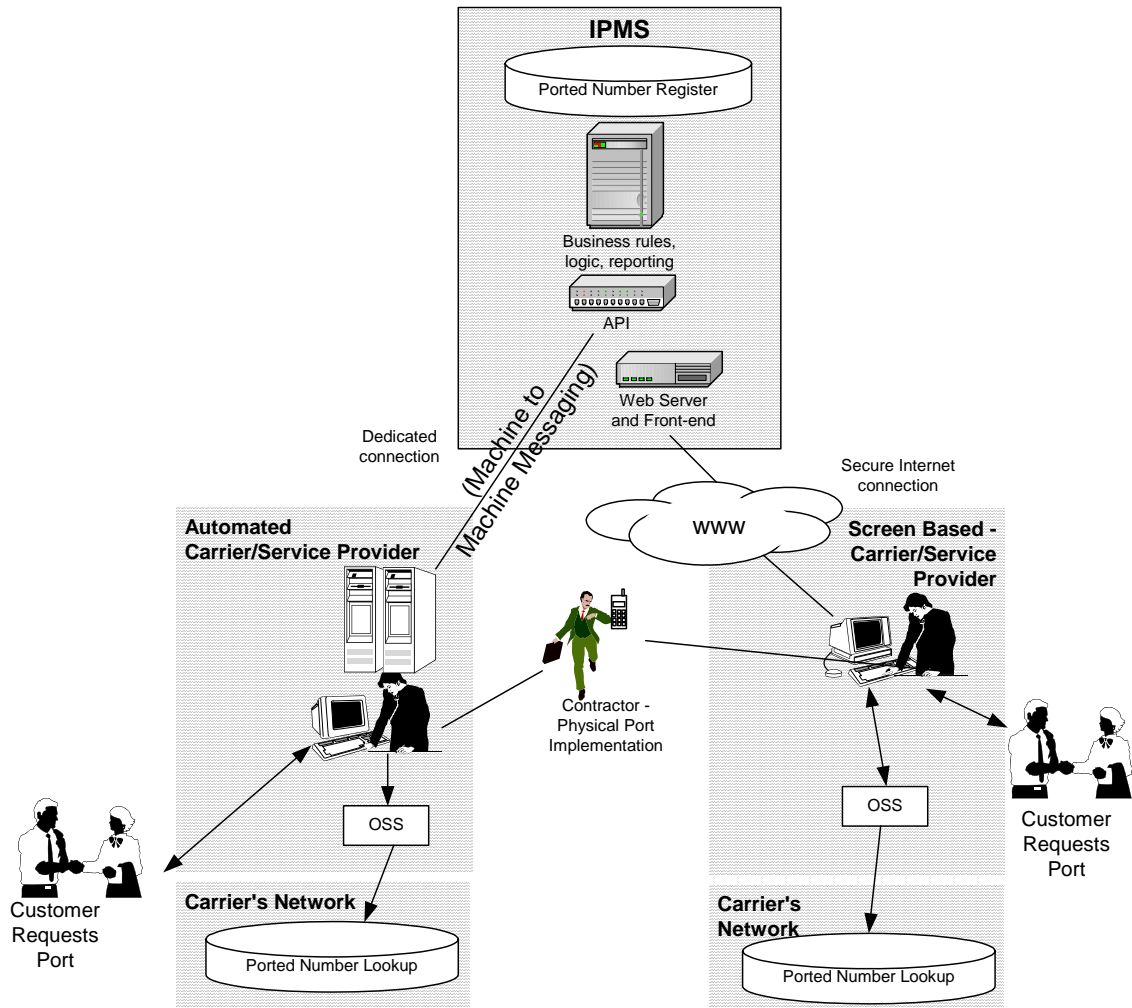 IPMS
Ported Number Register
Business rules,
logic, reporting
API
Web Server
and Front-end
Dedicated
connection
(Machine to
Machine Messaging)
Secure Internet
connection
www
Automated
Carrier/Service Provider
Screen Based -
Carrier/Service
Provider
Contractor -
Physical Port
Implementation
OSS
OSS
Customer
Requests
Port
Customer
Requests
Port
Carrier's Network
Ported Number Lookup
Carrier's
Network
Ported Number Lookup